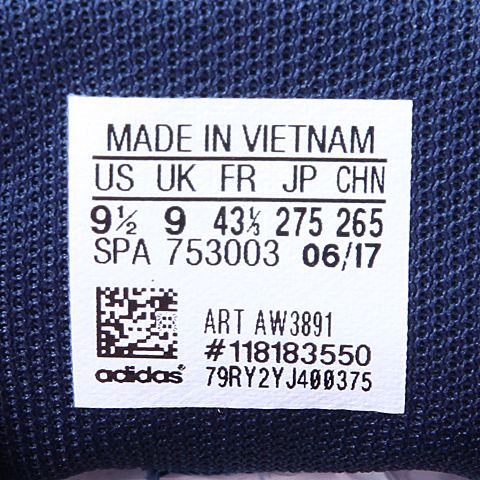 MADE IN VIETNAM
US UK FR JP CHN
9½ 9 43⅓ 275 265
SPA 753003 06/17
ART AW3891
#118183550
adidas 79RY2YJ400375